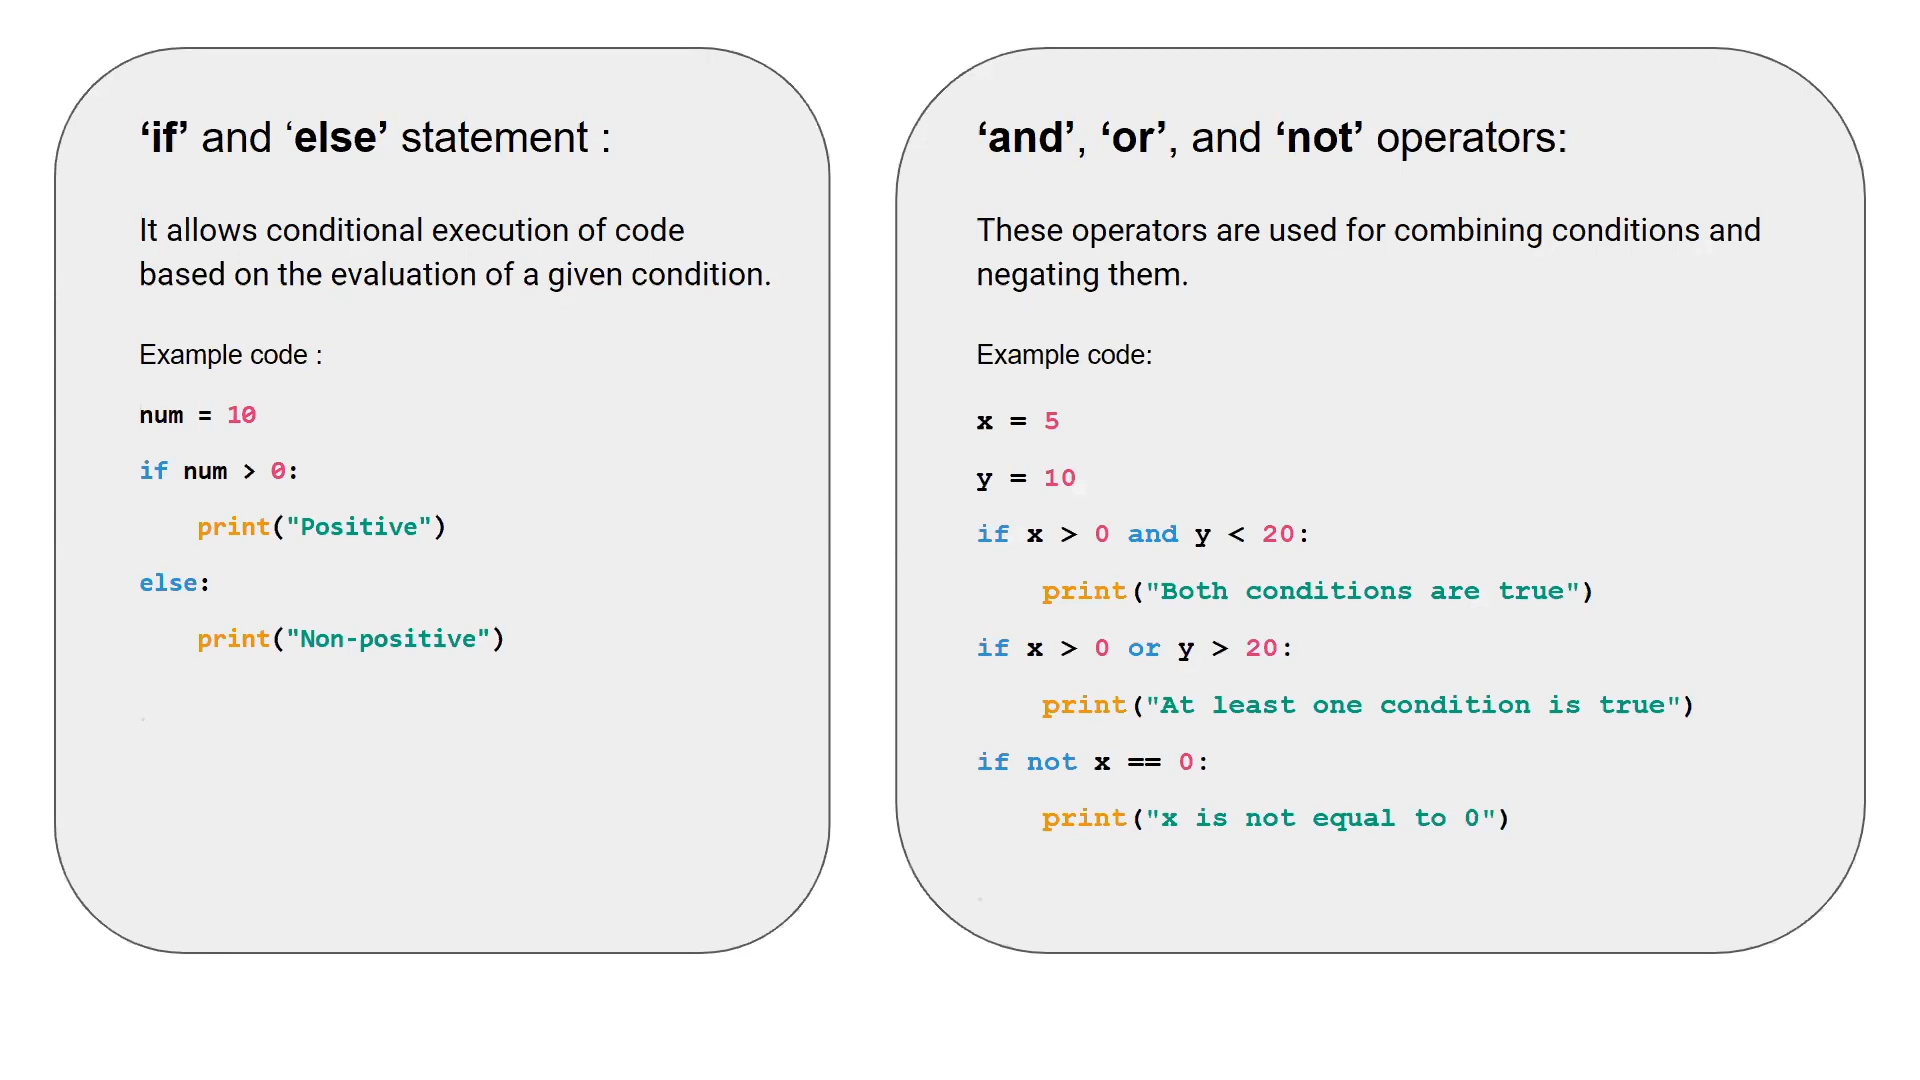 ‘if’ and ‘else’ statement :
It allows conditional execution of code
based on the evaluation of a given condition.
Example code :
num = 10
if num > 0:
    print("Positive")
else:
    print("Non-positive")
‘and’, ‘or’, and ‘not’ operators:
These operators are used for combining conditions and
negating them.
Example code:
x = 5
y = 10
if x > 0 and y < 20:
    print("Both conditions are true")
if x > 0 or y > 20:
    print("At least one condition is true")
if not x == 0:
    print("x is not equal to 0")